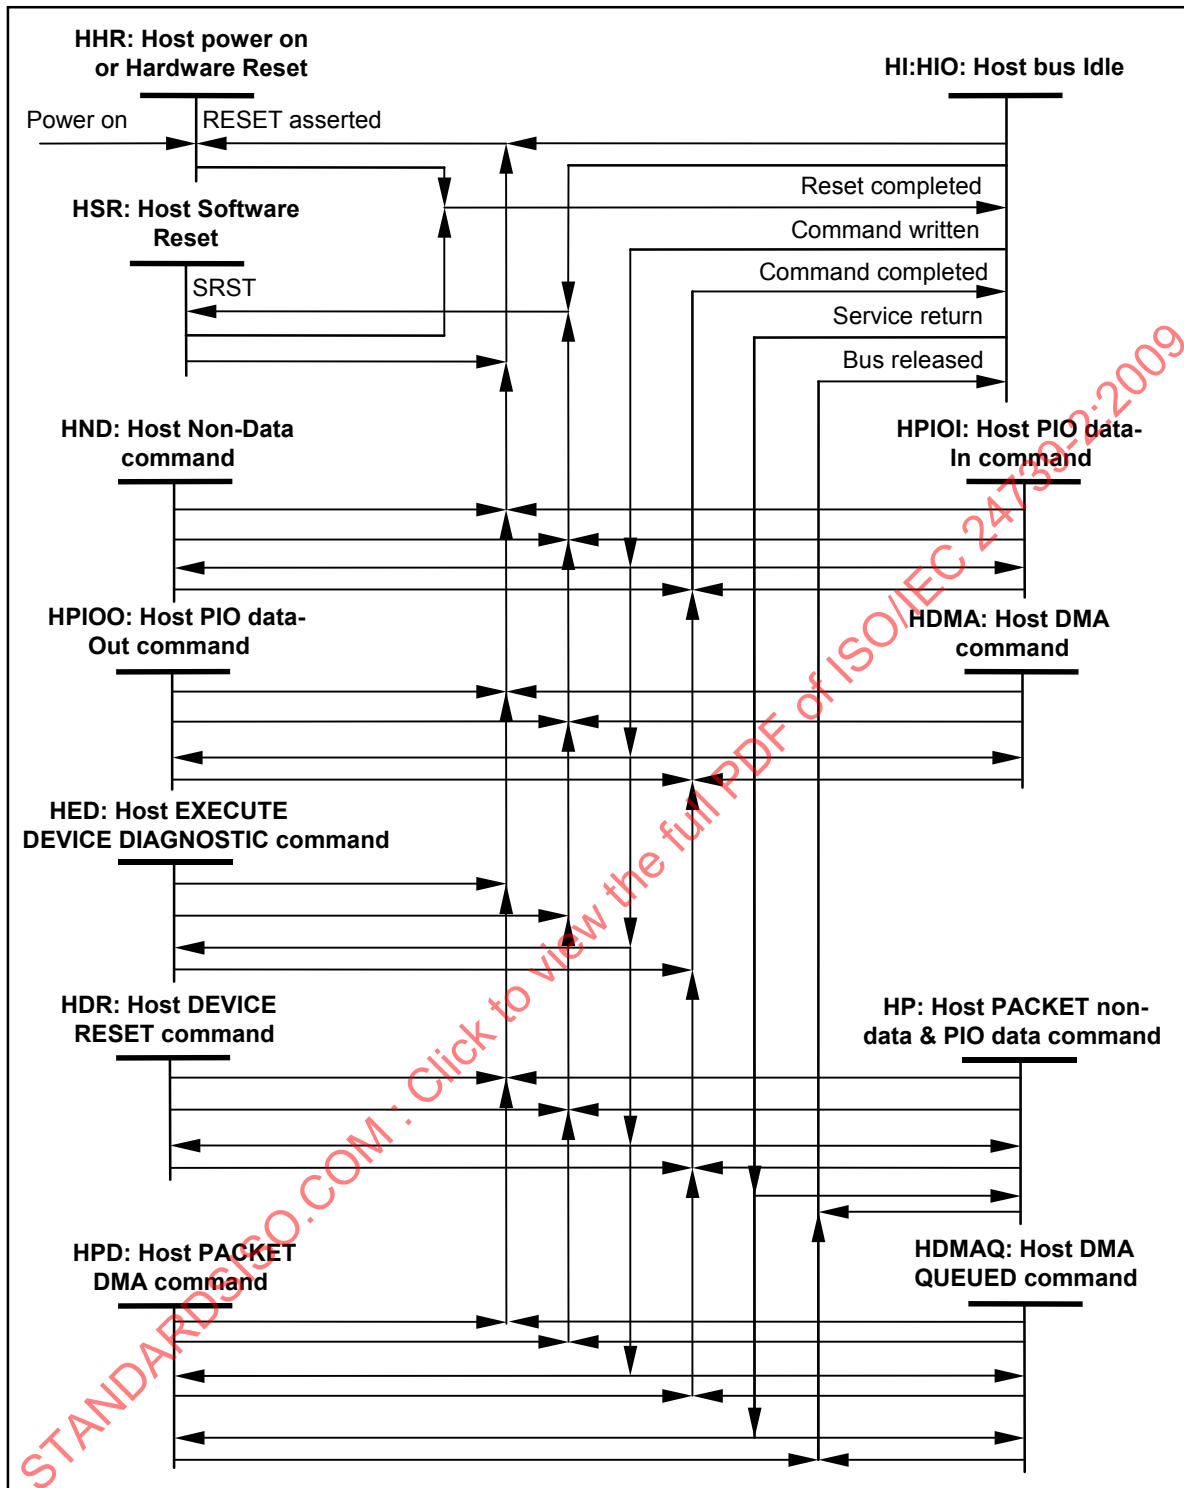 HHR: Host power on
or Hardware Reset
HI:HIO: Host bus Idle
Power on
RESET asserted
Reset completed
HSR: Host Software
Reset
Command written
Command completed
SRST
Service return
Bus released
HND: Host Non-Data
command
HPIOI: Host PIO data-
In command
HPIOO: Host PIO data-
Out command
HDMA: Host DMA
command
HED: Host EXECUTE
DEVICE DIAGNOSTIC command
HDR: Host DEVICE
RESET command
HP: Host PACKET non-
data & PIO data command
HPD: Host PACKET
DMA command
HDMAQ: Host DMA
QUEUED command
STANDARDSISO.COM : Click to view the full PDF of ISO/IEC 24739-2:2009